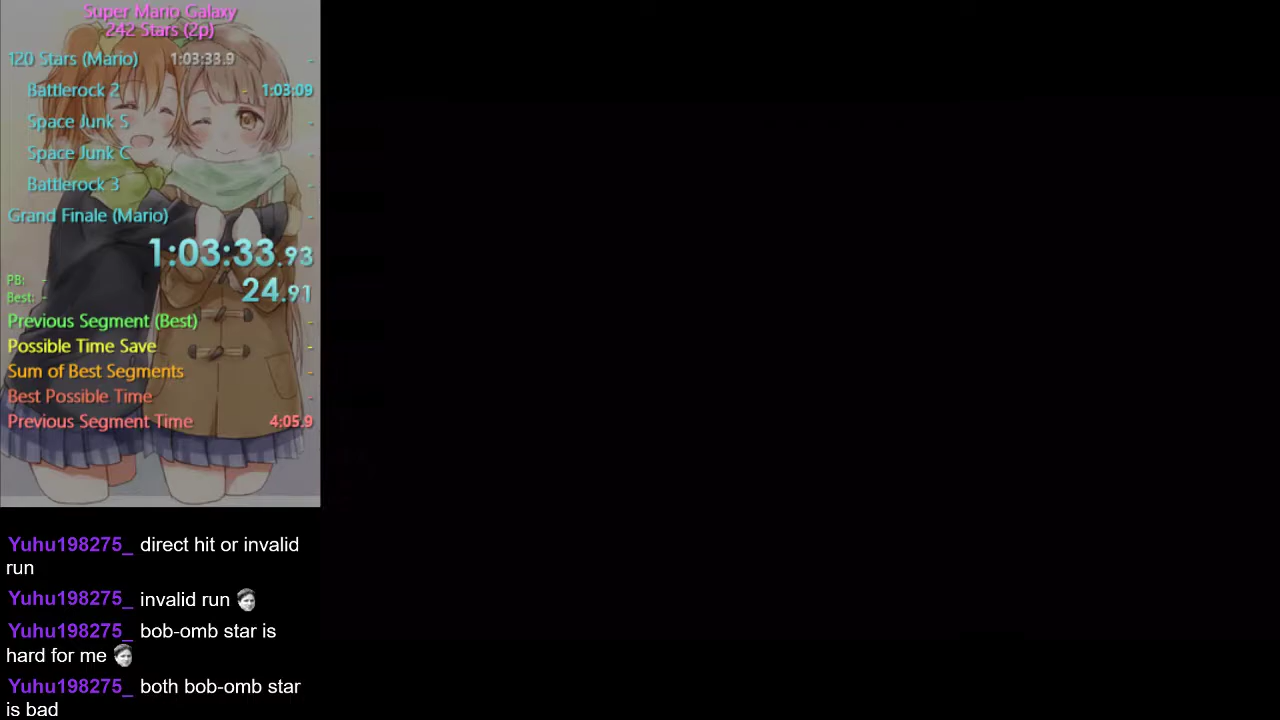 Super Mario Galaxy
242 Stars (2p)
120 Stars (Mario) 1:03:33.9 -
Battlerock 2 - 1:03:09
Space Junk S -
Space Junk C -
Battlerock 3 -
Grand Finale (Mario) -
1:03:33.93
PB: -
24.91
Best: -
Previous Segment (Best) -
Possible Time Save -
Sum of Best Segments -
Best Possible Time -
Previous Segment Time 4:05.9
Yuhu198275_ direct hit or invalid
run
Yuhu198275_ invalid run
Yuhu198275_ bob-omb star is
hard for me
Yuhu198275_ both bob-omb star
is bad